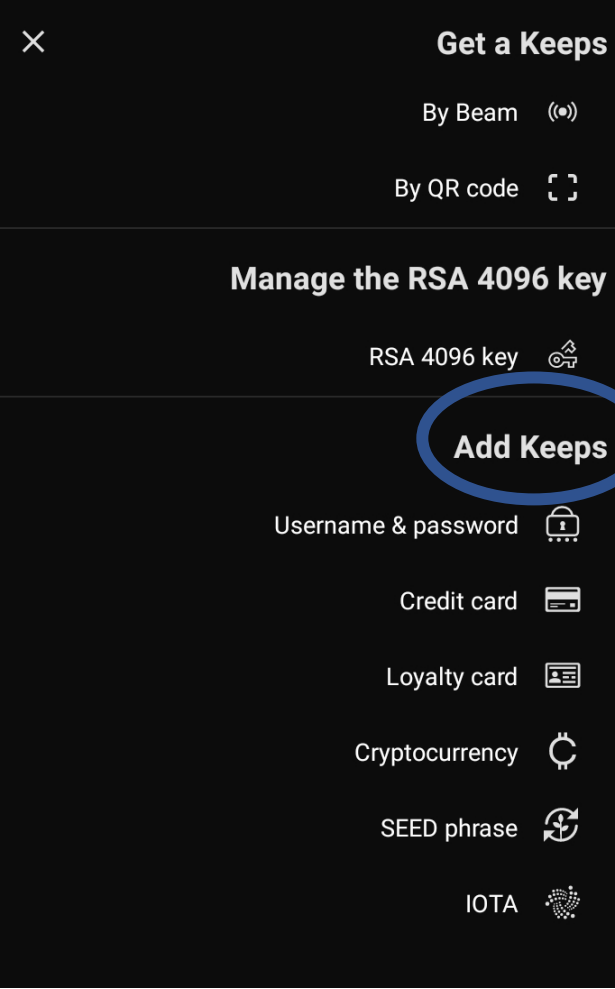 Get a Keeps
By Beam
By QR code
Manage the RSA 4096 key
RSA 4096 key
Add Keeps
Username & password
Credit card
Loyalty card
Cryptocurrency
SEED phrase
IOTA